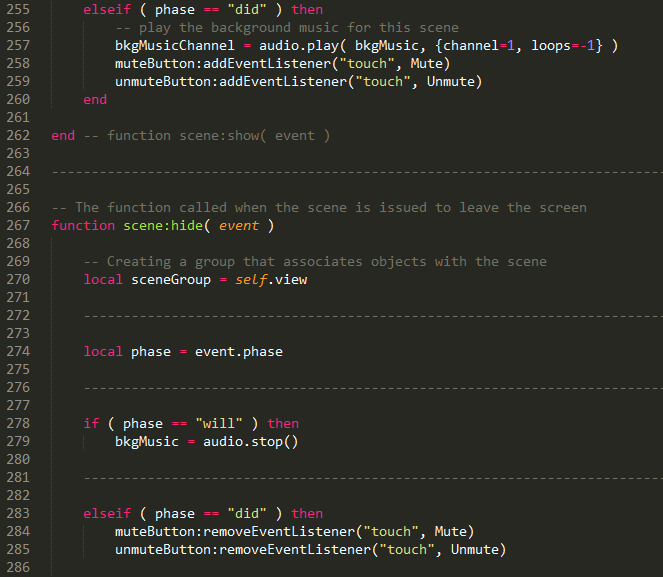 255 elseif ( phase == "did" ) then
256 -- play the background music for this scene
257 bkgMusicChannel = audio.play( bkgMusic, {channel=1, loops=-1} )
258 muteButton:addEventListener("touch", Mute)
259 unmuteButton:addEventListener("touch", Unmute)
260 end
261
262 end -- function scene:show( event )
263
264 -----------------------------------------------------------------------------
265
266 -- The function called when the scene is issued to leave the screen
267 function scene:hide( event )
268
269 -- Creating a group that associates objects with the scene
270 local sceneGroup = self.view
271
272 -------------------------------------------------------------------------
273
274 local phase = event.phase
275
276 -------------------------------------------------------------------------
277
278 if ( phase == "will" ) then
279 bkgMusic = audio.stop()
280
281 -------------------------------------------------------------------------
282
283 elseif ( phase == "did" ) then
284 muteButton:removeEventListener("touch", Mute)
285 unmuteButton:removeEventListener("touch", Unmute)
286